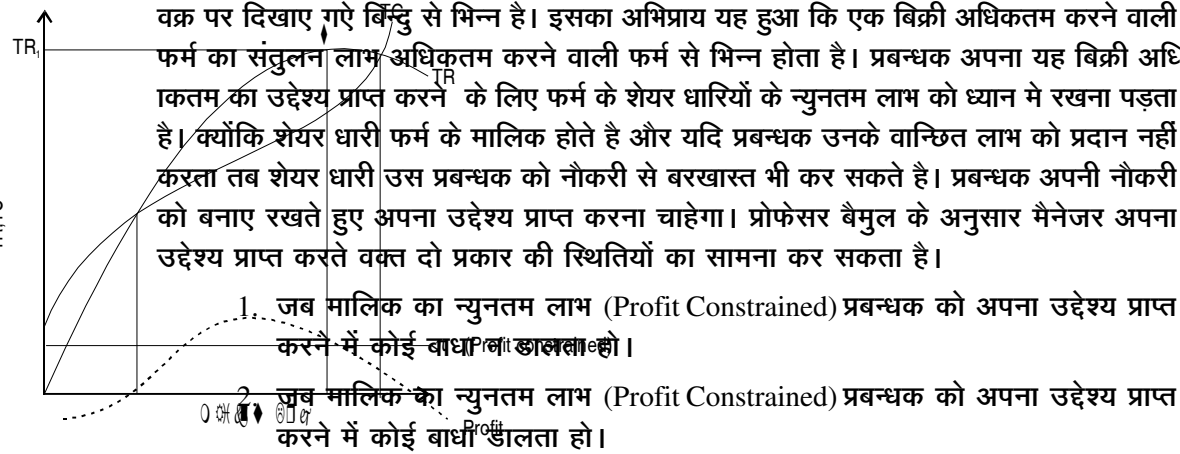 वक्र पर दिखाए गऐ बिन्दु से भिन्न है। इसका अभिप्राय यह हुआ कि एक बिक्री अधिकतम करने वाली
फर्म का संतुलन लाभ अधिकतम करने वाली फर्म से भिन्न होता है। प्रबन्धक अपना यह बिक्री अधि
ाकतम का उद्देश्य प्राप्त करने के लिए फर्म के शेयर धारियों के न्युनतम लाभ को ध्यान मे रखना पड़ता
है। क्योंकि शेयर धारी फर्म के मालिक होते है और यदि प्रबन्धक उनके वान्छित लाभ को प्रदान नहीं
करता तब शेयर धारी उस प्रबन्धक को नौकरी से बरखास्त भी कर सकते है। प्रबन्धक अपनी नौकरी
को बनाए रखते हुए अपना उद्देश्य प्राप्त करना चाहेगा। प्रोफेसर बैमुल के अनुसार मैनेजर अपना
उद्देश्य प्राप्त करते वक्त दो प्रकार की स्थितियों का सामना कर सकता है।
1. जब मालिक का न्युनतम लाभ (Profit Constrained) प्रबन्धक को अपना उद्देश्य प्राप्त
करने में कोई बाधा न डालता हो।
2. जब मालिक का न्युनतम लाभ (Profit Constrained) प्रबन्धक को अपना उद्देश्य प्राप्त
करने में कोई बाधा डालता हो।
TR₁
TC
TR
(Profit constrained)
Profit